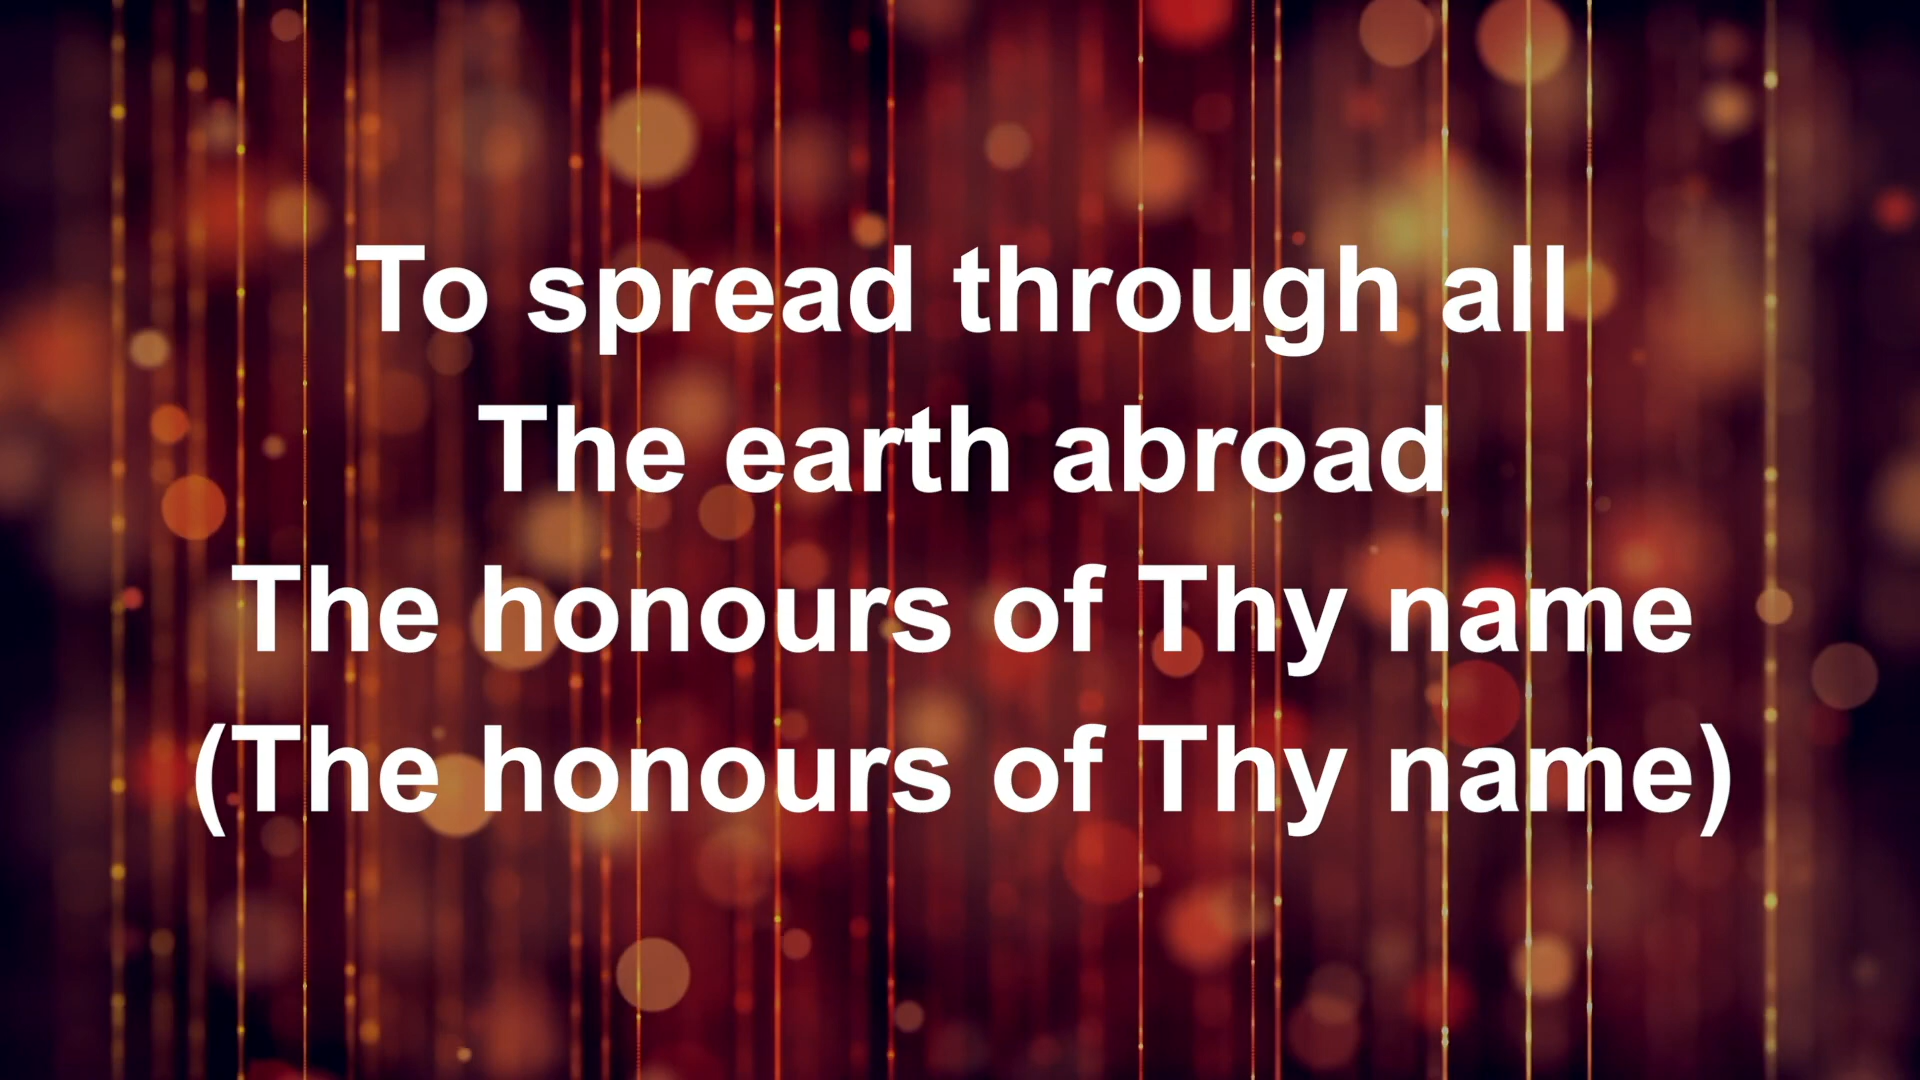 To spread through all
The earth abroad
The honours of Thy name
(The honours of Thy name)